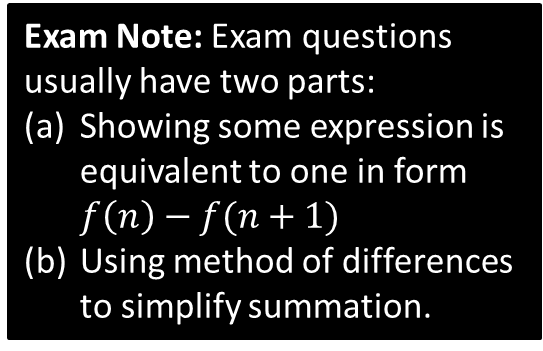 Exam Note: Exam questions
usually have two parts:
(a) Showing some expression is
equivalent to one in form
f(n) − f(n + 1)
(b) Using method of differences
to simplify summation.